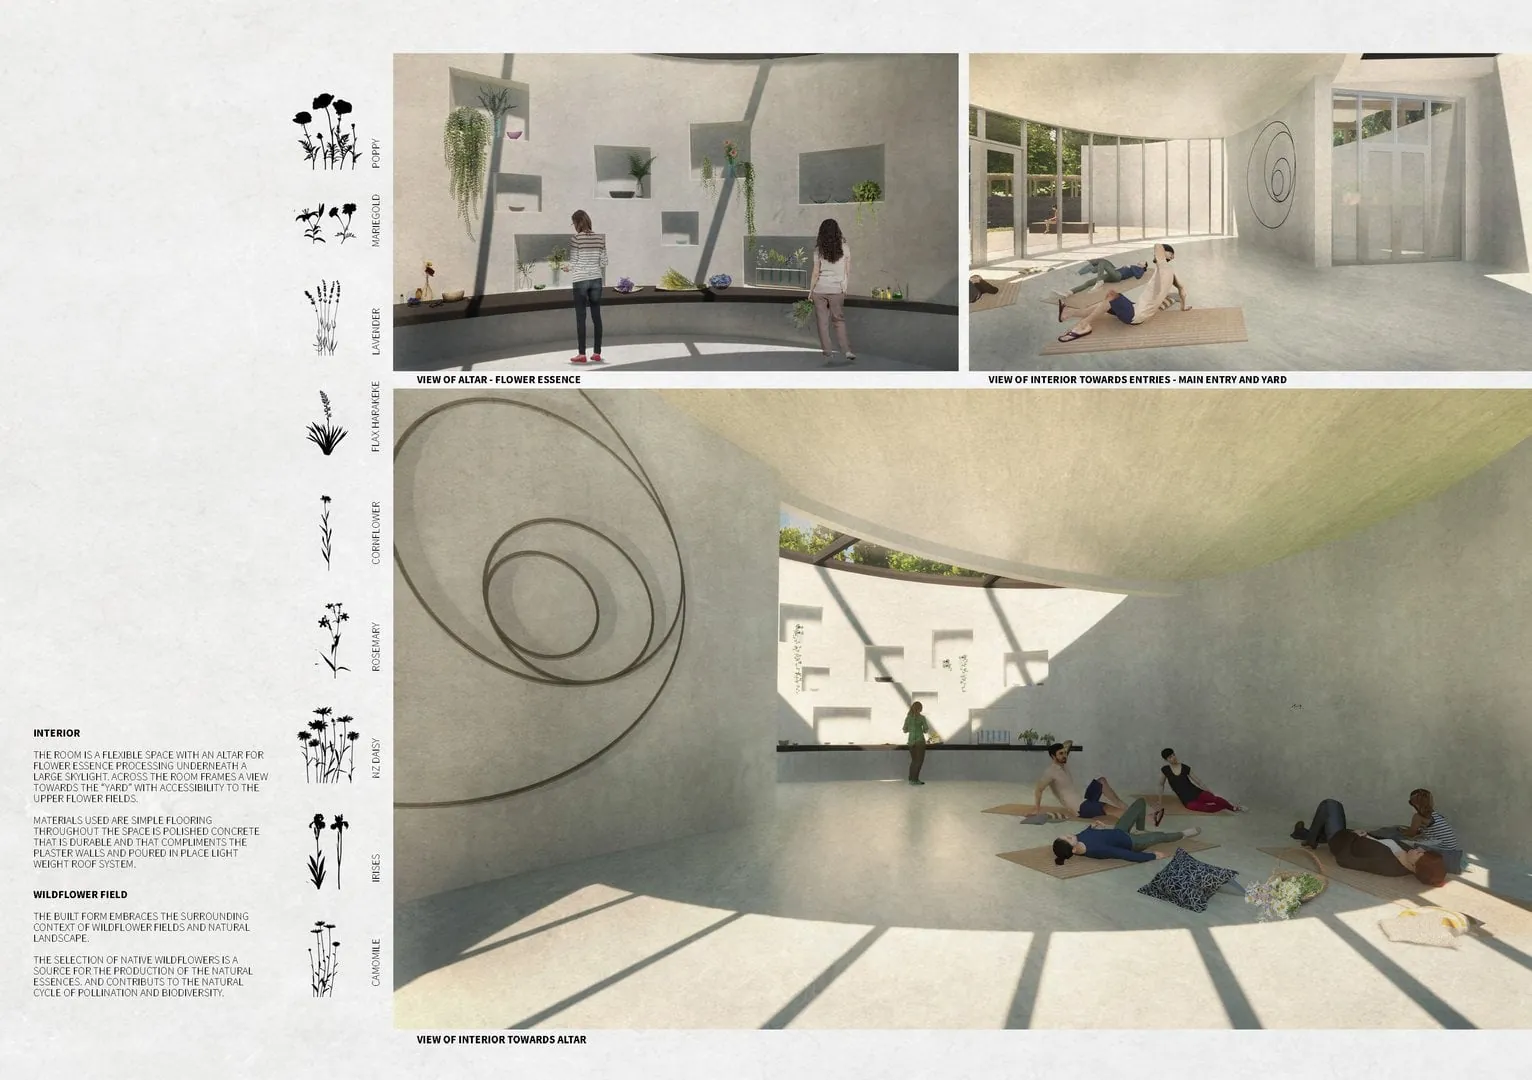 POPPY
MARIEGOLD
LAVENDER
FLAX HARAKEKE
CORNFLOWER
ROSEMARY
NZ DAISY
IRISES
CAMOMILE
VIEW OF ALTAR - FLOWER ESSENCE
VIEW OF INTERIOR TOWARDS ENTRIES - MAIN ENTRY AND YARD
INTERIOR
THE ROOM IS A FLEXIBLE SPACE WITH AN ALTAR FOR
FLOWER ESSENCE PROCESSING UNDERNEATH A
LARGE SKYLIGHT. ACROSS THE ROOM FRAMES A VIEW
TOWARDS THE "YARD" WITH ACCESSIBILITY TO THE
UPPER FLOWER FIELDS.
MATERIALS USED ARE SIMPLE FLOORING
THROUGHOUT THE SPACE IS POLISHED CONCRETE
THAT IS DURABLE AND THAT COMPLIMENTS THE
PLASTER WALLS AND POURED IN PLACE LIGHT
WEIGHT ROOF SYSTEM.
WILDFLOWER FIELD
THE BUILT FORM EMBRACES THE SURROUNDING
CONTEXT OF WILDFLOWER FIELDS AND NATURAL
LANDSCAPE.
THE SELECTION OF NATIVE WILDFLOWERS IS A
SOURCE FOR THE PRODUCTION OF THE NATURAL
ESSENCES. AND CONTRIBUTES TO THE NATURAL
CYCLE OF POLLINATION AND BIODIVERSITY.
VIEW OF INTERIOR TOWARDS ALTAR